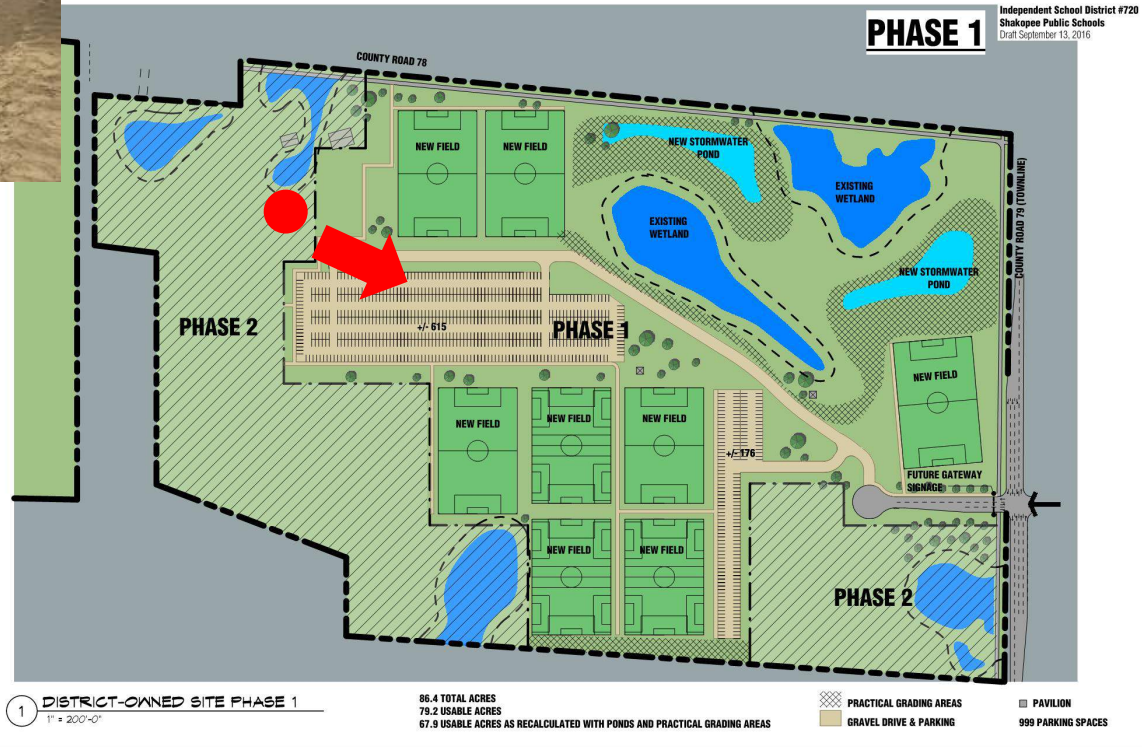 Independent School District #720
Shakopee Public Schools
Draft September 13, 2016
PHASE 1
COUNTY ROAD 78
NEW FIELD
NEW FIELD
NEW STORMWATER
POND
EXISTING
WETLAND
EXISTING
WETLAND
COUNTY ROAD 79 (TOWNLINE)
NEW STORMWATER
POND
PHASE 2
+/- 615
PHASE 1
NEW FIELD
NEW FIELD
NEW FIELD
NEW FIELD
+/- 176
FUTURE GATEWAY
SIGNAGE
NEW FIELD
NEW FIELD
PHASE 2
1
DISTRICT-OWNED SITE PHASE 1
1" = 200'-0"
86.4 TOTAL ACRES
79.2 USABLE ACRES
67.9 USABLE ACRES AS RECALCULATED WITH PONDS AND PRACTICAL GRADING AREAS
PRACTICAL GRADING AREAS
GRAVEL DRIVE & PARKING
PAVILION
999 PARKING SPACES